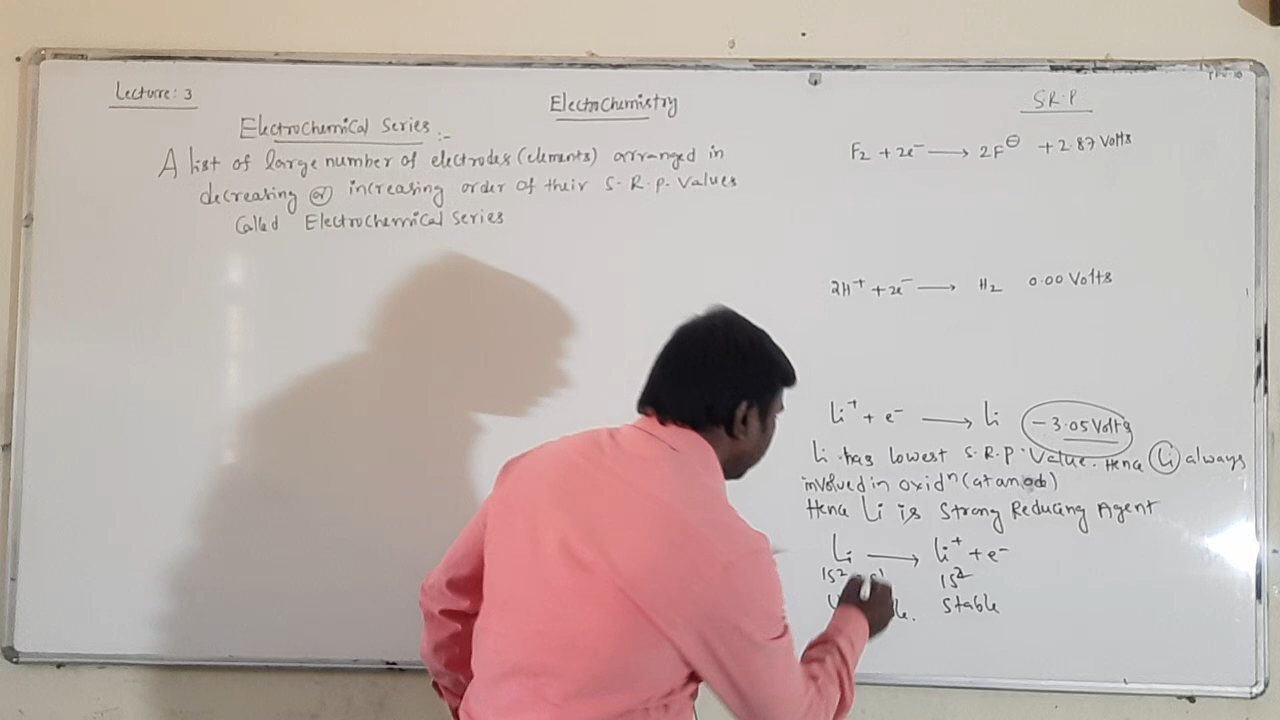 Lecture: 3
ElectroChemistry
ElectroChemical Series :-
A list of large number of electrodes (elements) arranged in
decreasing or increasing order of their S.R.P. Values
Called ElectroChemical Series
S.R.P
F₂ + 2e⁻ → 2F⊖ +2.87 Volts
2H⁺ + 2e⁻ → H₂ 0.00 Volts
Li⁺ + e⁻ → Li -3.05 Volts
Li has lowest S.R.P. Value. Hence Li always
involved in oxidⁿ (at anode)
Hence Li is Strong Reducing Agent
Li → Li⁺ + e⁻
1s² 1s²
Stable